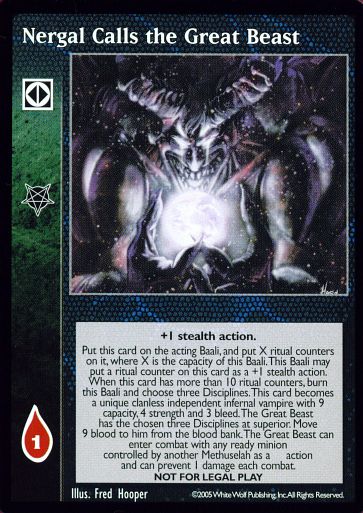 Nergal Calls the Great Beast
+1 stealth action.
Put this card on the acting Baali, and put X ritual counters
on it, where X is the capacity of this Baali. This Baali may
put a ritual counter on this card as a +1 stealth action.
When this card has more than 10 ritual counters, burn
this Baali and choose three Disciplines. This card becomes
a unique clanless independent infernal vampire with 9
capacity, 4 strength and 3 bleed. The Great Beast
has the chosen three Disciplines at superior. Move
9 blood to him from the blood bank. The Great Beast can
enter combat with any ready minion
controlled by another Methuselah as a action
and can prevent 1 damage each combat.
NOT FOR LEGAL PLAY
1
Illus. Fred Hooper
©2005 White Wolf Publishing, Inc. All Rights Reserved.